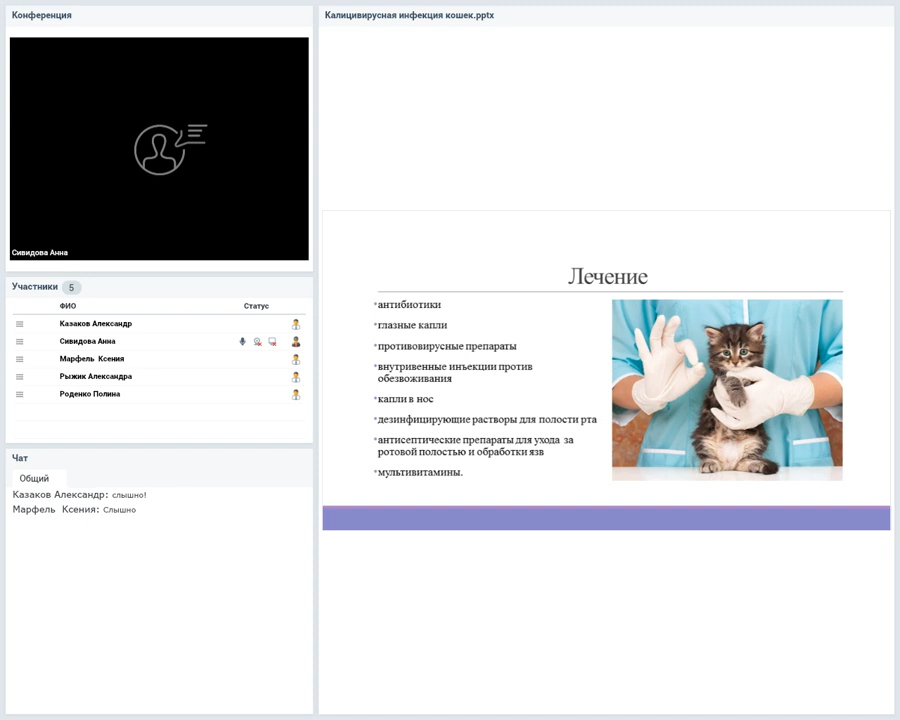 Конференция
Сивидова Анна
Участники 5
ФИО Статус
Казаков Александр
Сивидова Анна
Марфель Ксения
Рыжик Александра
Роденко Полина
Чат
Общий
Казаков Александр: слышно!
Марфель Ксения: Слышно
Калицивирусная инфекция кошек.pptx
Лечение
•антибиотики
•глазные капли
•противовирусные препараты
•внутривенные инъекции против
обезвоживания
•капли в нос
•дезинфицирующие растворы для полости рта
•антисептические препараты для ухода за
ротовой полостью и обработки язв
•мультивитамины.